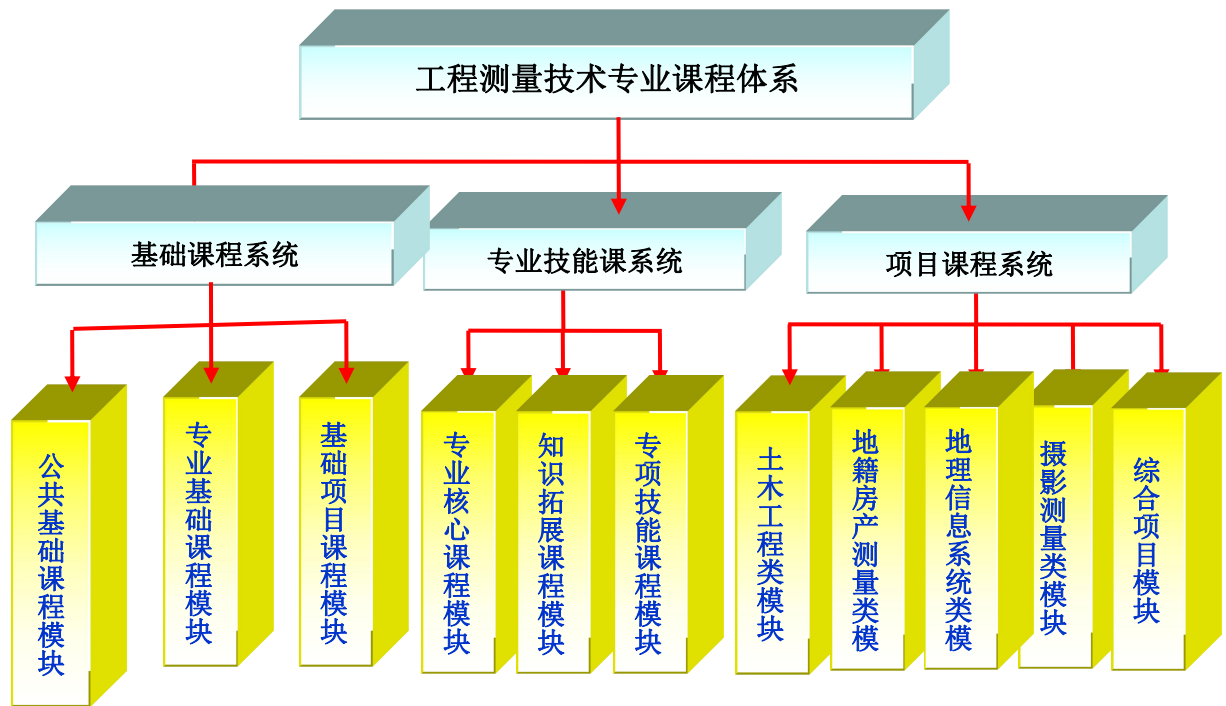 工程测量技术专业课程体系
基础课程系统
专业技能课系统
项目课程系统
公共基础课程模块
专业基础课程模块
基础项目课程模块
专业核心课程模块
知识拓展课程模块
专项技能课程模块
土木工程类模块
地籍房产测量类模
地理信息系统类模
摄影测量类模块
综合项目模块